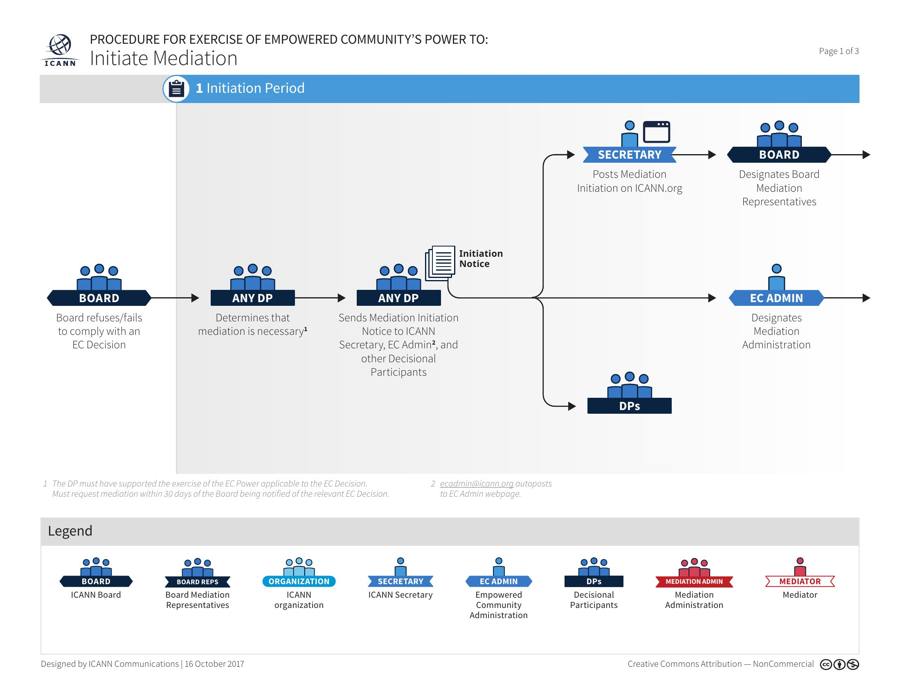 PROCEDURE FOR EXERCISE OF EMPOWERED COMMUNITY'S POWER TO:
Initiate Mediation
ICANN
Page 1 of 3
1 Initiation Period
SECRETARY
Posts Mediation
Initiation on ICANN.org
BOARD
Designates Board
Mediation
Representatives
BOARD
Board refuses/fails
to comply with an
EC Decision
ANY DP
Determines that
mediation is necessary¹
ANY DP
Sends Mediation Initiation
Notice to ICANN
Secretary, EC Admin², and
other Decisional
Participants
Initiation
Notice
EC ADMIN
Designates
Mediation
Administration
DPs
1 The DP must have supported the exercise of the EC Power applicable to the EC Decision.
Must request mediation within 30 days of the Board being notified of the relevant EC Decision.
2 ecadmin@icann.org autoposts
to EC Admin webpage.
Legend
BOARD
ICANN Board
BOARD REPS
Board Mediation
Representatives
ORGANIZATION
ICANN
organization
SECRETARY
ICANN Secretary
EC ADMIN
Empowered
Community
Administration
DPs
Decisional
Participants
MEDIATION ADMIN
Mediation
Administration
MEDIATOR
Mediator
Designed by ICANN Communications | 16 October 2017
Creative Commons Attribution — NonCommercial